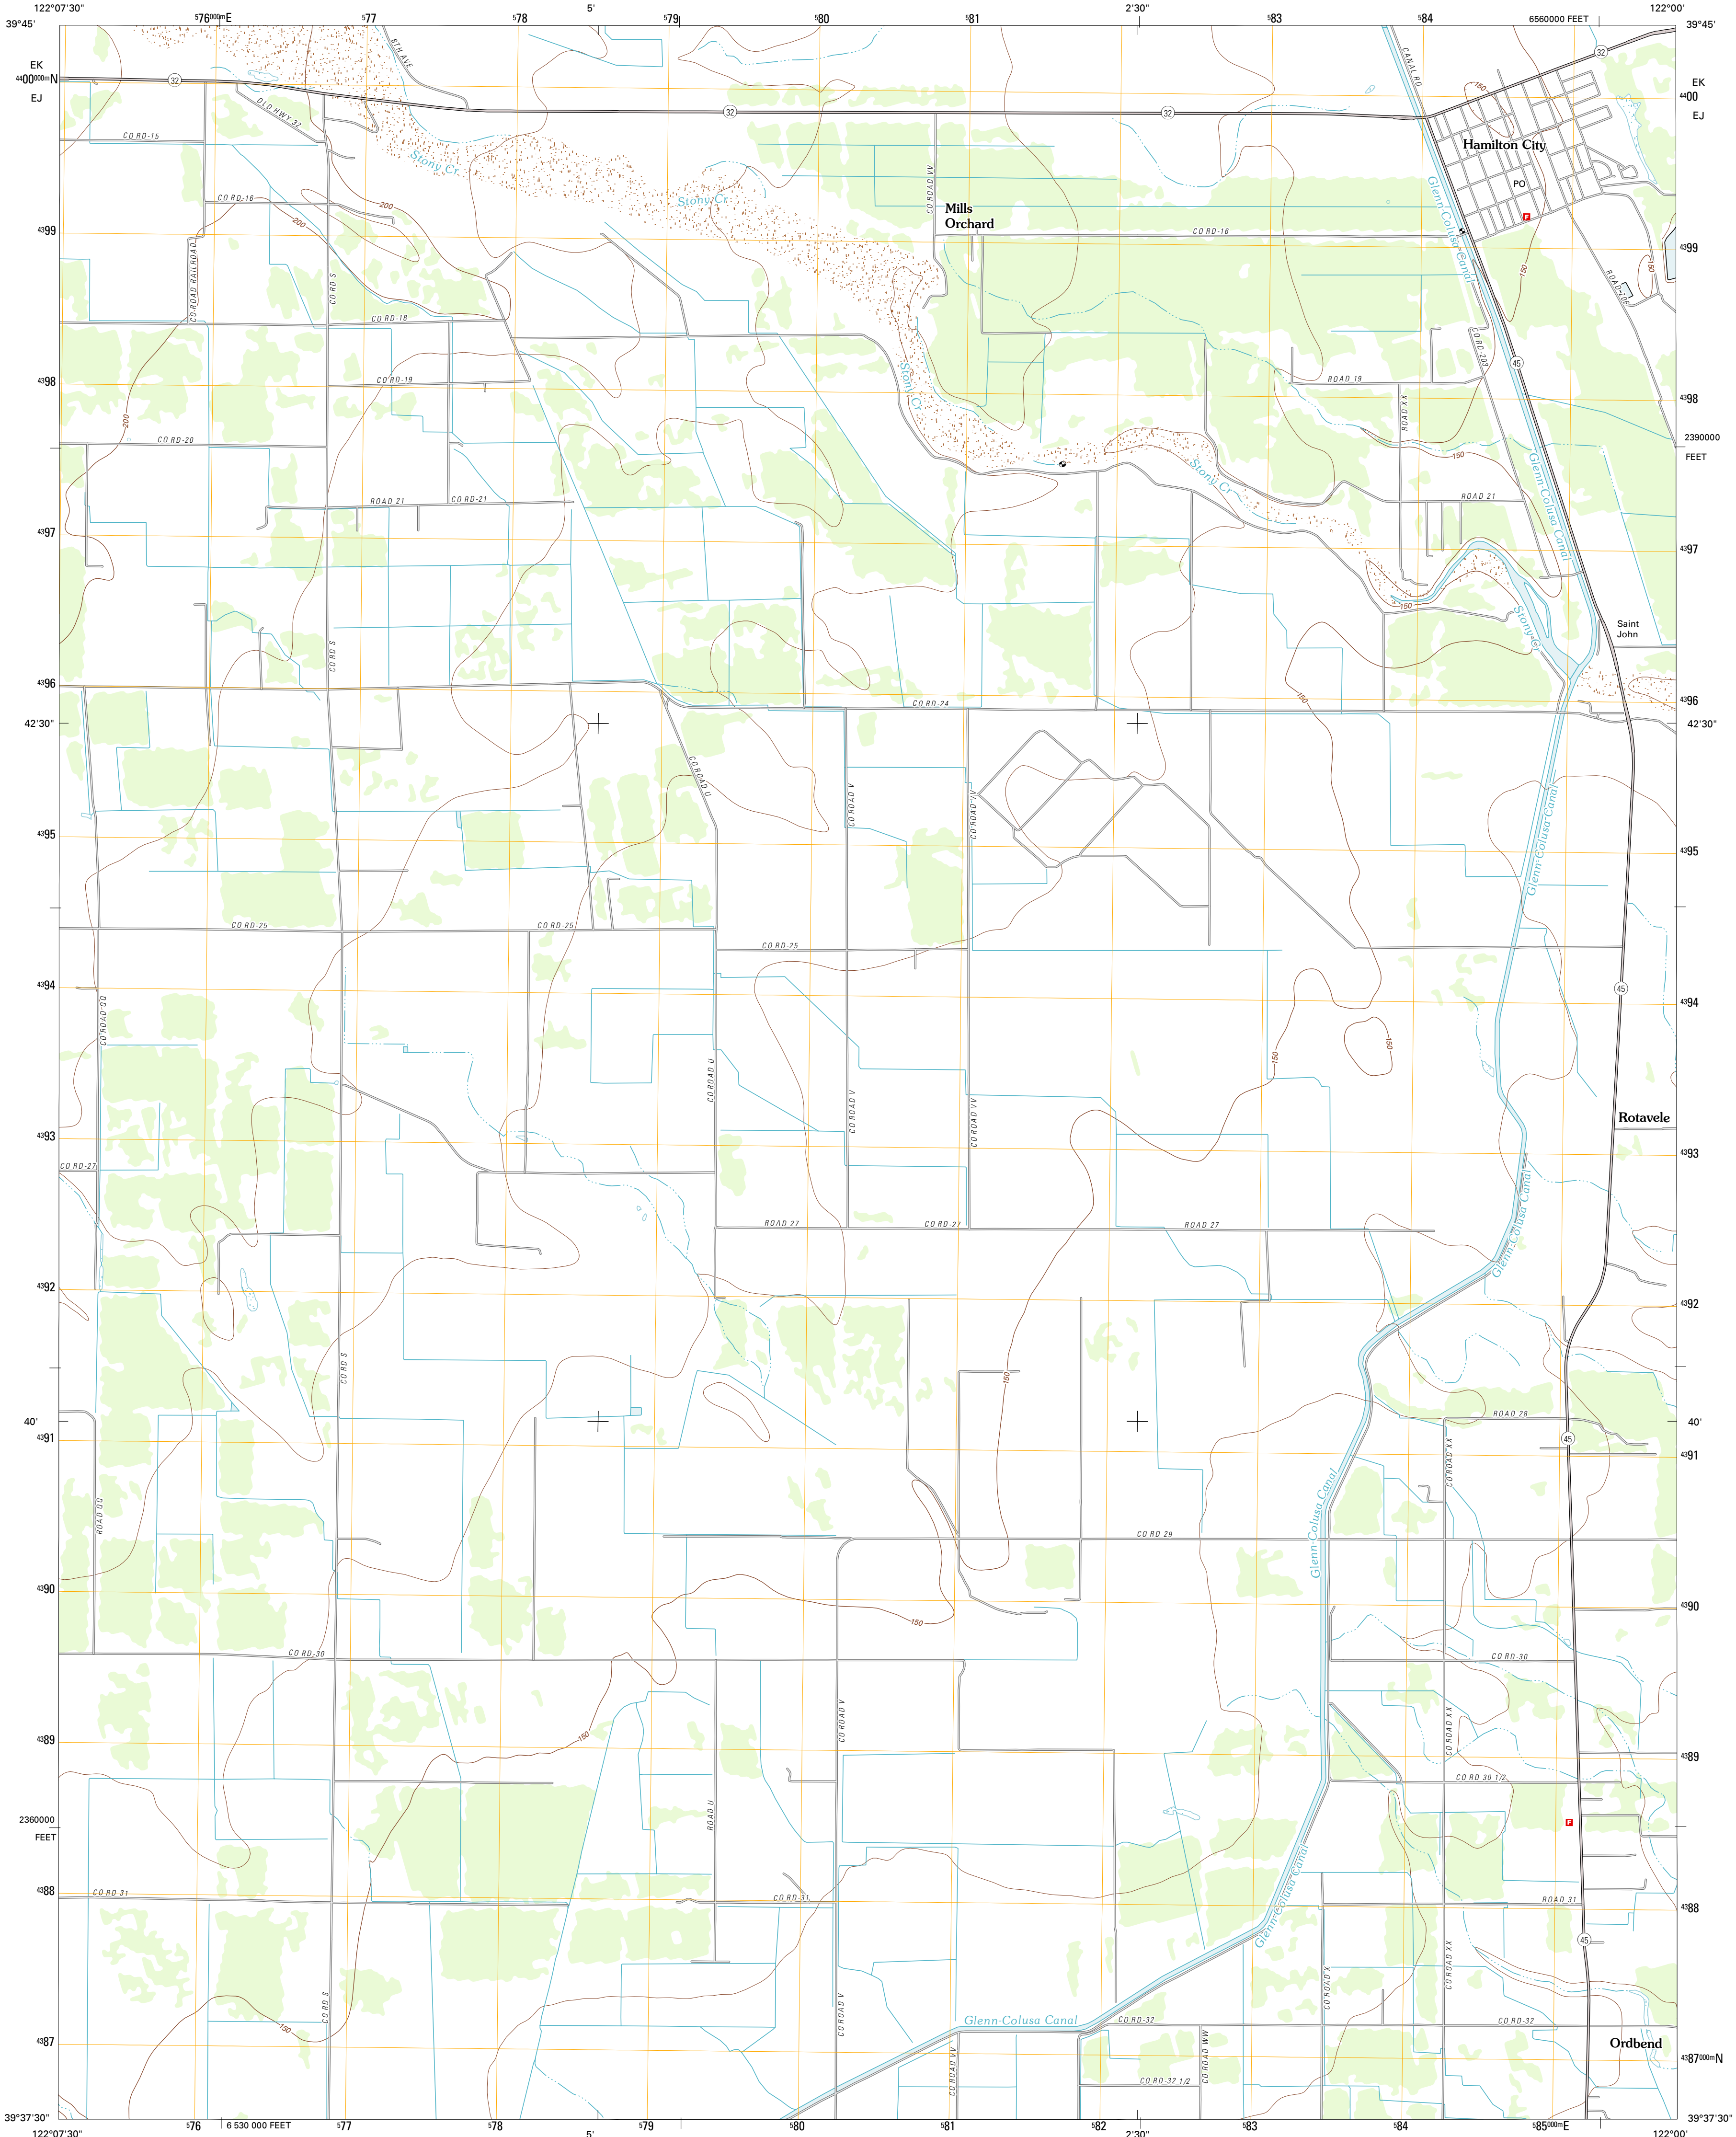 122°07'30"
⁵76⁰⁰⁰ᵐE
⁵77
⁵78
5'
⁵79
⁵80
⁵81
2'30"
⁵83
⁵84
6560000 FEET
122°00'
39°45'
39°45'
EK
EJ
⁴⁴00⁰⁰⁰ᵐN
EK
⁴⁴00
EJ
6TH AVE
CANAL RD
32
32
32
32
OLD HWY 32
CO RD-15
150
Hamilton City
PO
F
Stony Cr
Stony Cr
CO ROAD VV
Glenn-Colusa Canal
CO RD-16
200
200
Mills
Orchard
CO RD-16
⁴³99
⁴³99
CO ROAD RAILROAD
CO RD S
Glenn-Colusa Canal
150
150
ROAD-206
CO RD-18
CO RD-203
45
CO RD-19
ROAD 19
⁴³98
⁴³98
Stony Cr
ROAD XX
200
CO RD-20
2390000
FEET
150
Stony Cr
Glenn-Colusa Canal
ROAD 21
CO RD-21
ROAD 21
⁴³97
⁴³97
150
Stony Cr
Saint
John
CO RD S
⁴³96
⁴³96
150
CO RD-24
42'30"
42'30"
CO ROAD U
CO ROAD V
CO ROAD VV
Glenn-Colusa Canal
⁴³95
⁴³95
CO RD-25
CO RD-25
CO RD-25
⁴³94
⁴³94
45
CO ROAD QQ
150
150
CO ROAD U
CO ROAD V
CO ROAD VV
Rotavele
⁴³93
⁴³93
CO RD-27
Glenn-Colusa Canal
ROAD 27
CO RD-27
ROAD 27
⁴³92
⁴³92
CO RD S
150
40'
40'
ROAD 28
⁴³91
⁴³91
45
CO ROAD XX
Glenn-Colusa Canal
ROAD QQ
CO RD 29
⁴³90
⁴³90
150
CO RD-30
CO RD-30
CO ROAD V
CO ROAD XX
150
⁴³89
⁴³89
CO RD 30 1/2
2360000
FEET
ROAD U
F
Glenn-Colusa Canal
⁴³88
⁴³88
CO RD-31
CO RD-31
ROAD 31
45
CO RD S
CO ROAD V
CO ROAD X
CO ROAD XX
150
Glenn-Colusa Canal
CO RD-32
CO RD-32
⁴³87
Ordbend
⁴³87⁰⁰⁰ᵐN
CO ROAD VV
CO ROAD WW
CO RD-32 1/2
39°37'30"
39°37'30"
⁵76
6 530 000 FEET
⁵77
⁵78
⁵79
⁵80
⁵81
⁵82
⁵83
⁵84
⁵85⁰⁰⁰ᵐE
122°07'30"
5'
2'30"
122°00'